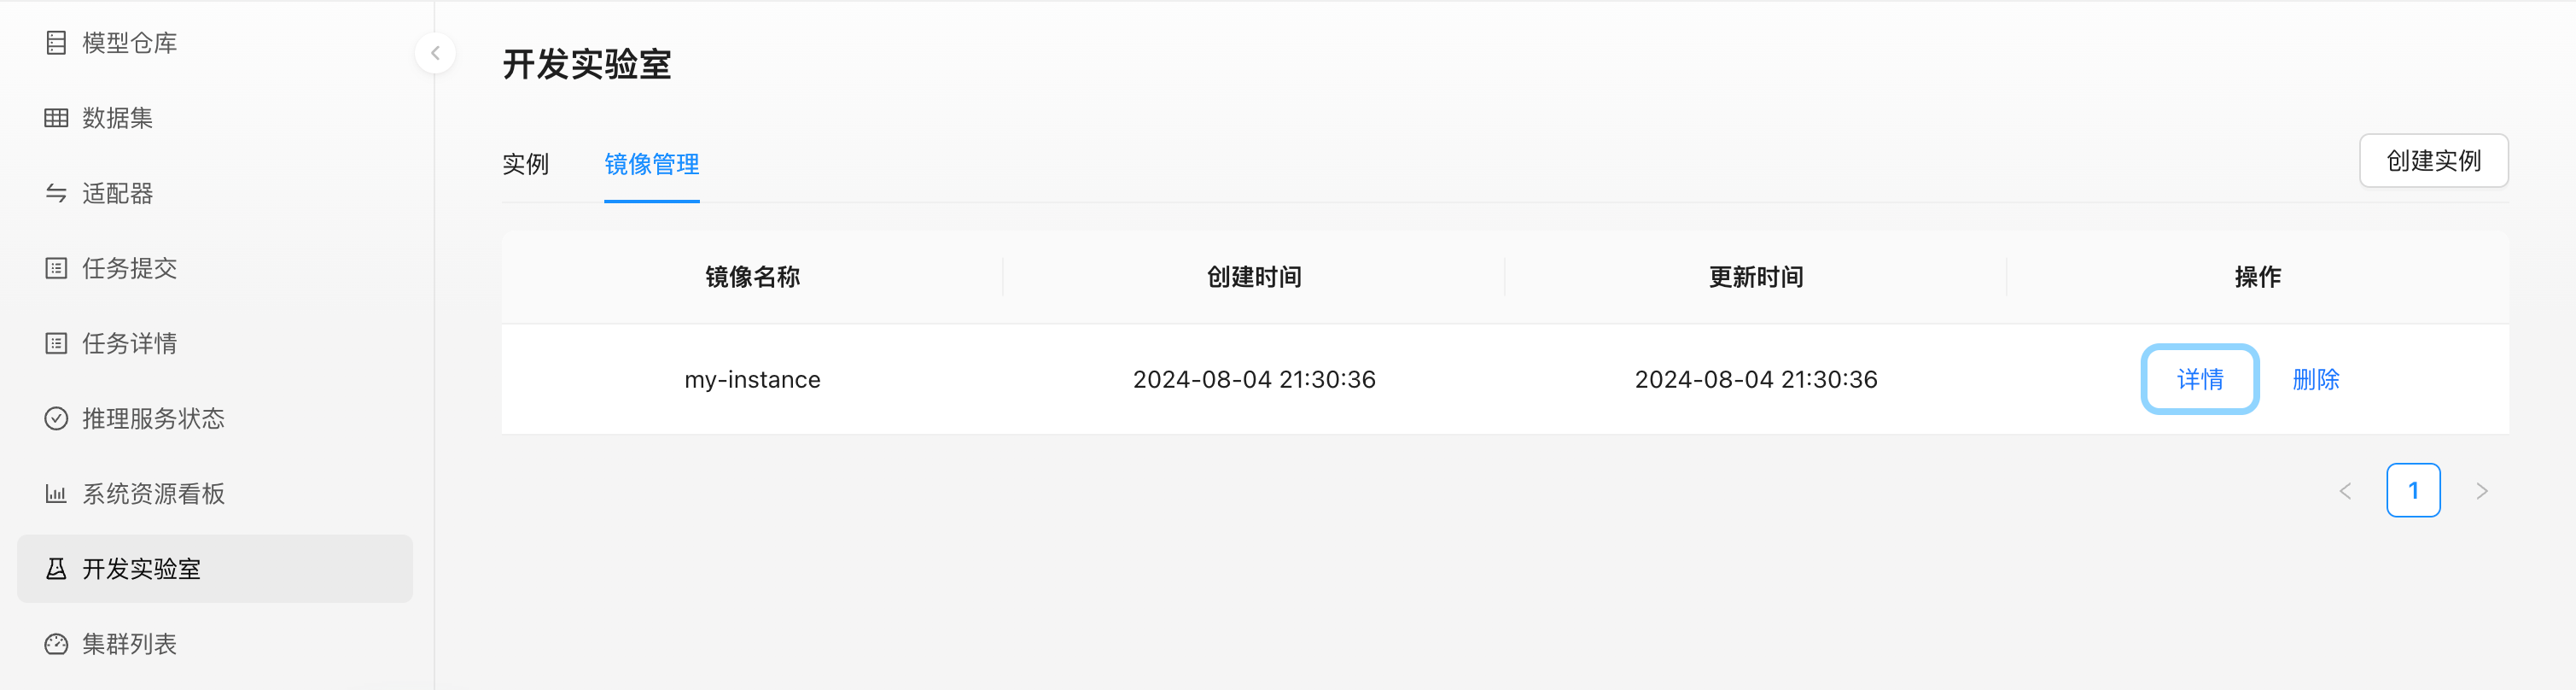 模型仓库
数据集
适配器
任务提交
任务详情
推理服务状态
系统资源看板
开发实验室
集群列表
开发实验室
实例 镜像管理 创建实例
镜像名称 创建时间 更新时间 操作
my-instance 2024-08-04 21:30:36 2024-08-04 21:30:36 详情 删除
1